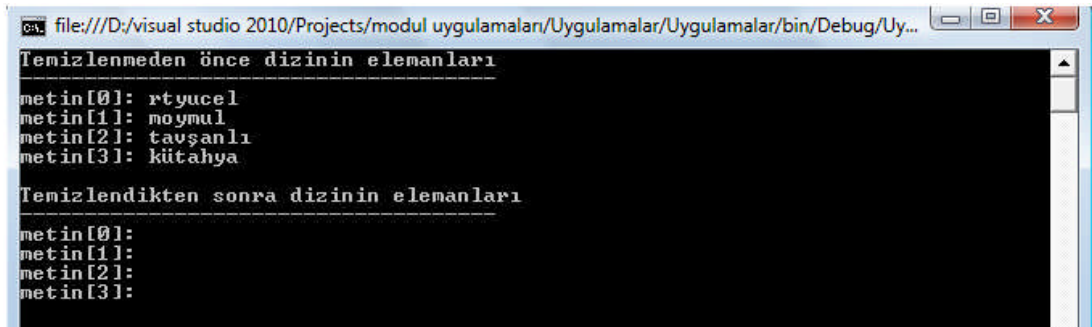 file:///D:/visual studio 2010/Projects/modul uygulamaları/Uygulamalar/Uygulamalar/bin/Debug/Uy...
Temizlenmeden önce dizinin elemanları
-------------------------------------
metin[0]: rtyucel
metin[1]: moymul
metin[2]: tavşanlı
metin[3]: kütahya
Temizlendikten sonra dizinin elemanları
-------------------------------------
metin[0]:
metin[1]:
metin[2]:
metin[3]: